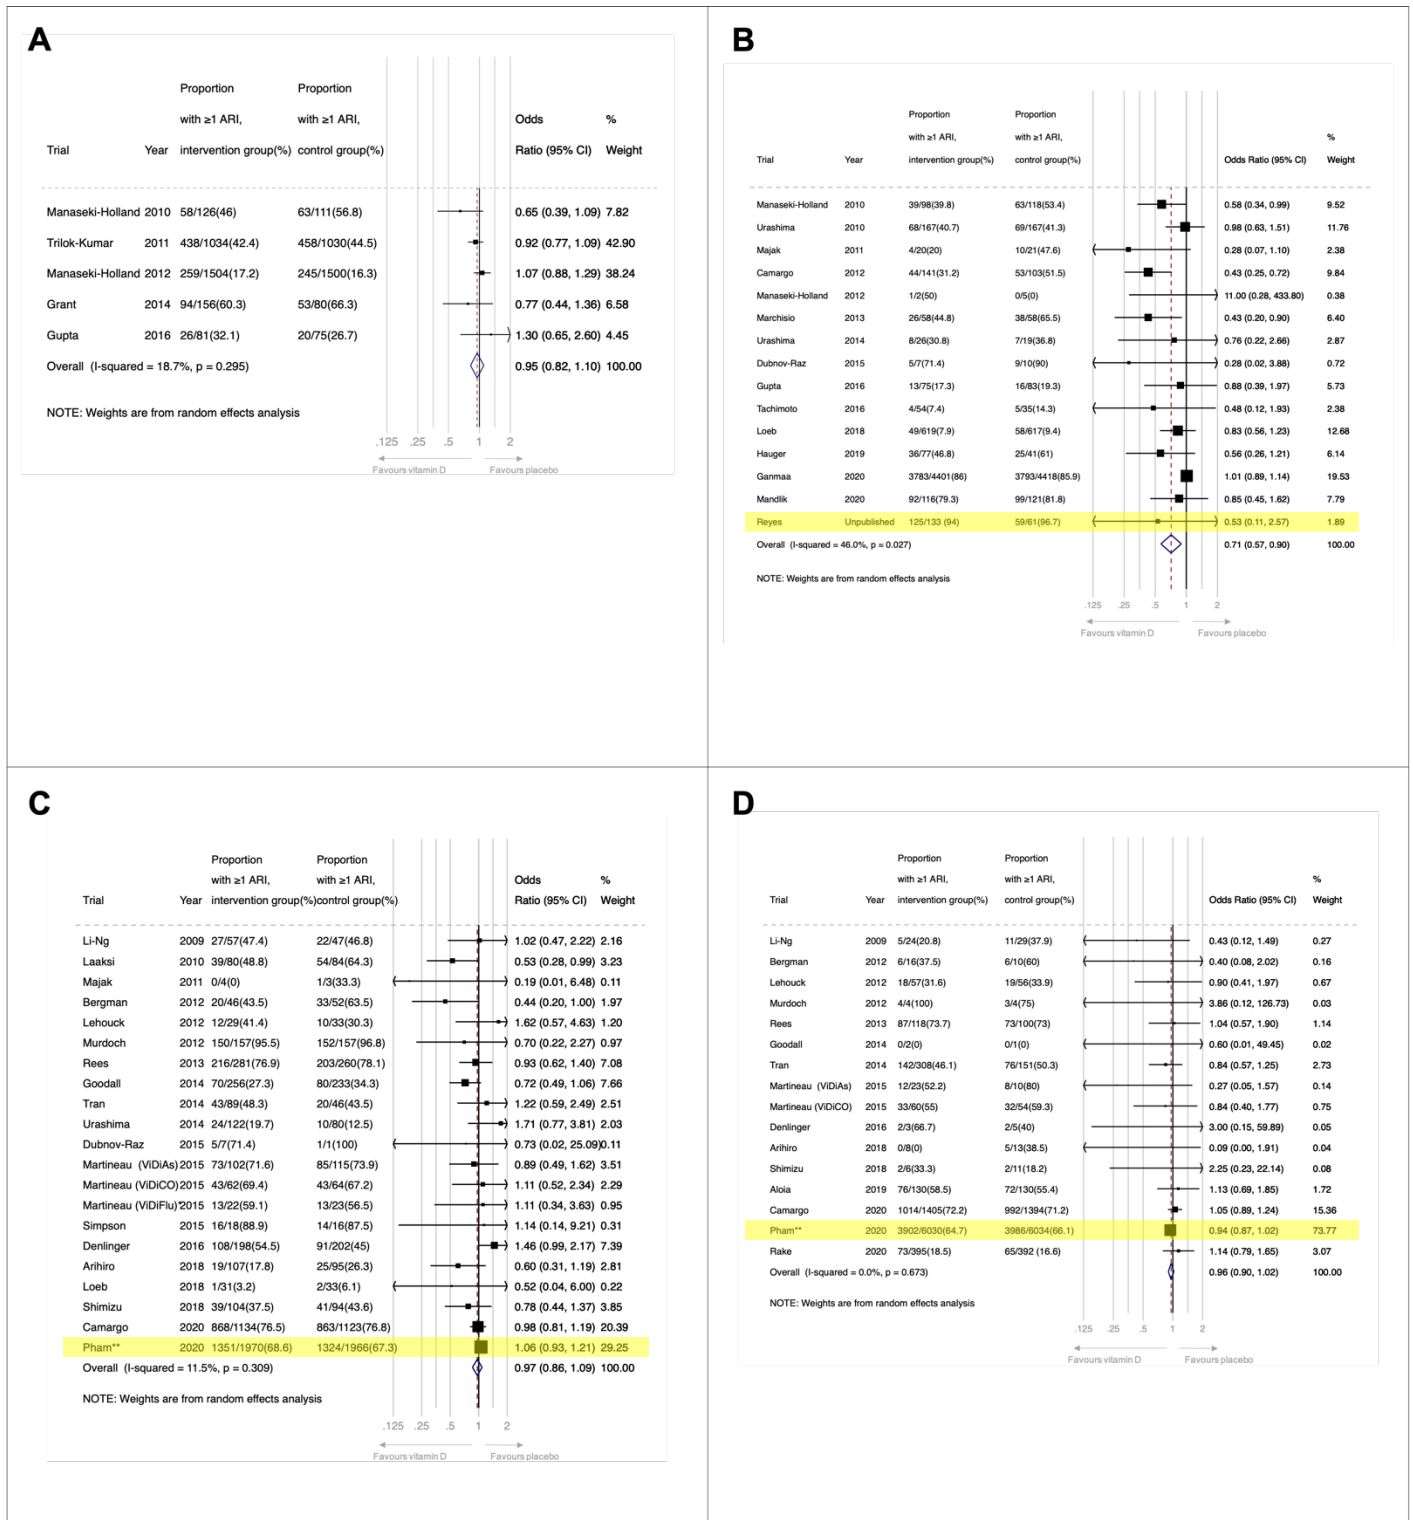 A
Proportion Proportion
with ≥1 ARI, with ≥1 ARI, Odds %
Trial Year intervention group(%) control group(%) Ratio (95% CI) Weight
Manaseki-Holland 2010 58/126(46) 63/111(56.8) 0.65 (0.39, 1.09) 7.82
Trilok-Kumar 2011 438/1034(42.4) 458/1030(44.5) 0.92 (0.77, 1.09) 42.90
Manaseki-Holland 2012 259/1504(17.2) 245/1500(16.3) 1.07 (0.88, 1.29) 38.24
Grant 2014 94/156(60.3) 53/80(66.3) 0.77 (0.44, 1.36) 6.58
Gupta 2016 26/81(32.1) 20/75(26.7) 1.30 (0.65, 2.60) 4.45
Overall (I-squared = 18.7%, p = 0.295) 0.95 (0.82, 1.10) 100.00
NOTE: Weights are from random effects analysis
.125 .25 .5 1 2
Favours vitamin D Favours placebo
B
Proportion Proportion
with ≥1 ARI, with ≥1 ARI, %
Trial Year intervention group(%) control group(%) Odds Ratio (95% CI) Weight
Manaseki-Holland 2010 39/98(39.8) 63/118(53.4) 0.58 (0.34, 0.99) 9.52
Urashima 2010 68/167(40.7) 69/167(41.3) 0.98 (0.63, 1.51) 11.76
Majak 2011 4/20(20) 10/21(47.6) 0.28 (0.07, 1.10) 2.38
Camargo 2012 44/141(31.2) 53/103(51.5) 0.43 (0.25, 0.72) 9.84
Manaseki-Holland 2012 1/2(50) 0/5(0) 11.00 (0.28, 433.80) 0.38
Marchisio 2013 26/58(44.8) 38/58(65.5) 0.43 (0.20, 0.90) 6.40
Urashima 2014 8/26(30.8) 7/19(36.8) 0.76 (0.22, 2.66) 2.87
Dubnov-Raz 2015 5/7(71.4) 9/10(90) 0.28 (0.02, 3.88) 0.72
Gupta 2016 13/75(17.3) 16/83(19.3) 0.88 (0.39, 1.97) 5.73
Tachimoto 2016 4/54(7.4) 5/35(14.3) 0.48 (0.12, 1.93) 2.38
Loeb 2018 49/619(7.9) 58/617(9.4) 0.83 (0.56, 1.23) 12.68
Hauger 2019 36/77(46.8) 25/41(61) 0.56 (0.26, 1.21) 6.14
Ganmaa 2020 3783/4401(86) 3793/4418(85.9) 1.01 (0.89, 1.14) 19.53
Mandlik 2020 92/116(79.3) 99/121(81.8) 0.85 (0.45, 1.62) 7.79
Reyes Unpublished 125/133 (94) 59/61(96.7) 0.53 (0.11, 2.57) 1.89
Overall (I-squared = 46.0%, p = 0.027) 0.71 (0.57, 0.90) 100.00
NOTE: Weights are from random effects analysis
.125 .25 .5 1 2
Favours vitamin D Favours placebo
C
Proportion Proportion
with ≥1 ARI, with ≥1 ARI, Odds %
Trial Year intervention group(%)control group(%) Ratio (95% CI) Weight
Li-Ng 2009 27/57(47.4) 22/47(46.8) 1.02 (0.47, 2.22) 2.16
Laaksi 2010 39/80(48.8) 54/84(64.3) 0.53 (0.28, 0.99) 3.23
Majak 2011 0/4(0) 1/3(33.3) 0.19 (0.01, 6.48) 0.11
Bergman 2012 20/46(43.5) 33/52(63.5) 0.44 (0.20, 1.00) 1.97
Lehouck 2012 12/29(41.4) 10/33(30.3) 1.62 (0.57, 4.63) 1.20
Murdoch 2012 150/157(95.5) 152/157(96.8) 0.70 (0.22, 2.27) 0.97
Rees 2013 216/281(76.9) 203/260(78.1) 0.93 (0.62, 1.40) 7.08
Goodall 2014 70/256(27.3) 80/233(34.3) 0.72 (0.49, 1.06) 7.66
Tran 2014 43/89(48.3) 20/46(43.5) 1.22 (0.59, 2.49) 2.51
Urashima 2014 24/122(19.7) 10/80(12.5) 1.71 (0.77, 3.81) 2.03
Dubnov-Raz 2015 5/7(71.4) 1/1(100) 0.73 (0.02, 25.09)0.11
Martineau (ViDiAs) 2015 73/102(71.6) 85/115(73.9) 0.89 (0.49, 1.62) 3.51
Martineau (ViDiCO) 2015 43/62(69.4) 43/64(67.2) 1.11 (0.52, 2.34) 2.29
Martineau (ViDiFlu)*2015 13/22(59.1) 13/23(56.5) 1.11 (0.34, 3.63) 0.95
Simpson 2015 16/18(88.9) 14/16(87.5) 1.14 (0.14, 9.21) 0.31
Denlinger 2016 108/198(54.5) 91/202(45) 1.46 (0.99, 2.17) 7.39
Arihiro 2018 19/107(17.8) 25/95(26.3) 0.60 (0.31, 1.19) 2.81
Loeb 2018 1/31(3.2) 2/33(6.1) 0.52 (0.04, 6.00) 0.22
Shimizu 2018 39/104(37.5) 41/94(43.6) 0.78 (0.44, 1.37) 3.85
Camargo 2020 868/1134(76.5) 863/1123(76.8) 0.98 (0.81, 1.19) 20.39
Pham** 2020 1351/1970(68.6) 1324/1966(67.3) 1.06 (0.93, 1.21) 29.25
Overall (I-squared = 11.5%, p = 0.309) 0.97 (0.86, 1.09) 100.00
NOTE: Weights are from random effects analysis
.125 .25 .5 1 2
Favours vitamin D Favours placebo
D
Proportion Proportion
with ≥1 ARI, with ≥1 ARI, %
Trial Year intervention group(%) control group(%) Odds Ratio (95% CI) Weight
Li-Ng 2009 5/24(20.8) 11/29(37.9) 0.43 (0.12, 1.49) 0.27
Bergman 2012 6/16(37.5) 6/10(60) 0.40 (0.08, 2.02) 0.16
Lehouck 2012 18/57(31.6) 19/56(33.9) 0.90 (0.41, 1.97) 0.67
Murdoch 2012 4/4(100) 3/4(75) 3.86 (0.12, 126.73) 0.03
Rees 2013 87/118(73.7) 73/100(73) 1.04 (0.57, 1.90) 1.14
Goodall 2014 0/2(0) 0/1(0) 0.60 (0.01, 49.45) 0.02
Tran 2014 142/308(46.1) 76/151(50.3) 0.84 (0.57, 1.25) 2.73
Martineau (ViDiAs) 2015 12/23(52.2) 8/10(80) 0.27 (0.05, 1.57) 0.14
Martineau (ViDiCO) 2015 33/60(55) 32/54(59.3) 0.84 (0.40, 1.77) 0.75
Denlinger 2016 2/3(66.7) 2/5(40) 3.00 (0.15, 59.89) 0.05
Arihiro 2018 0/8(0) 5/13(38.5) 0.09 (0.00, 1.91) 0.04
Shimizu 2018 2/6(33.3) 2/11(18.2) 2.25 (0.23, 22.14) 0.08
Aloia 2019 76/130(58.5) 72/130(55.4) 1.13 (0.69, 1.85) 1.72
Camargo 2020 1014/1405(72.2) 992/1394(71.2) 1.05 (0.89, 1.24) 15.36
Pham** 2020 3902/6030(64.7) 3986/6034(66.1) 0.94 (0.87, 1.02) 73.77
Rake 2020 73/395(18.5) 65/392 (16.6) 1.14 (0.79, 1.65) 3.07
Overall (I-squared = 0.0%, p = 0.673) 0.96 (0.90, 1.02) 100.00
NOTE: Weights are from random effects analysis
.125 .25 .5 1 2
Favours vitamin D Favours placebo